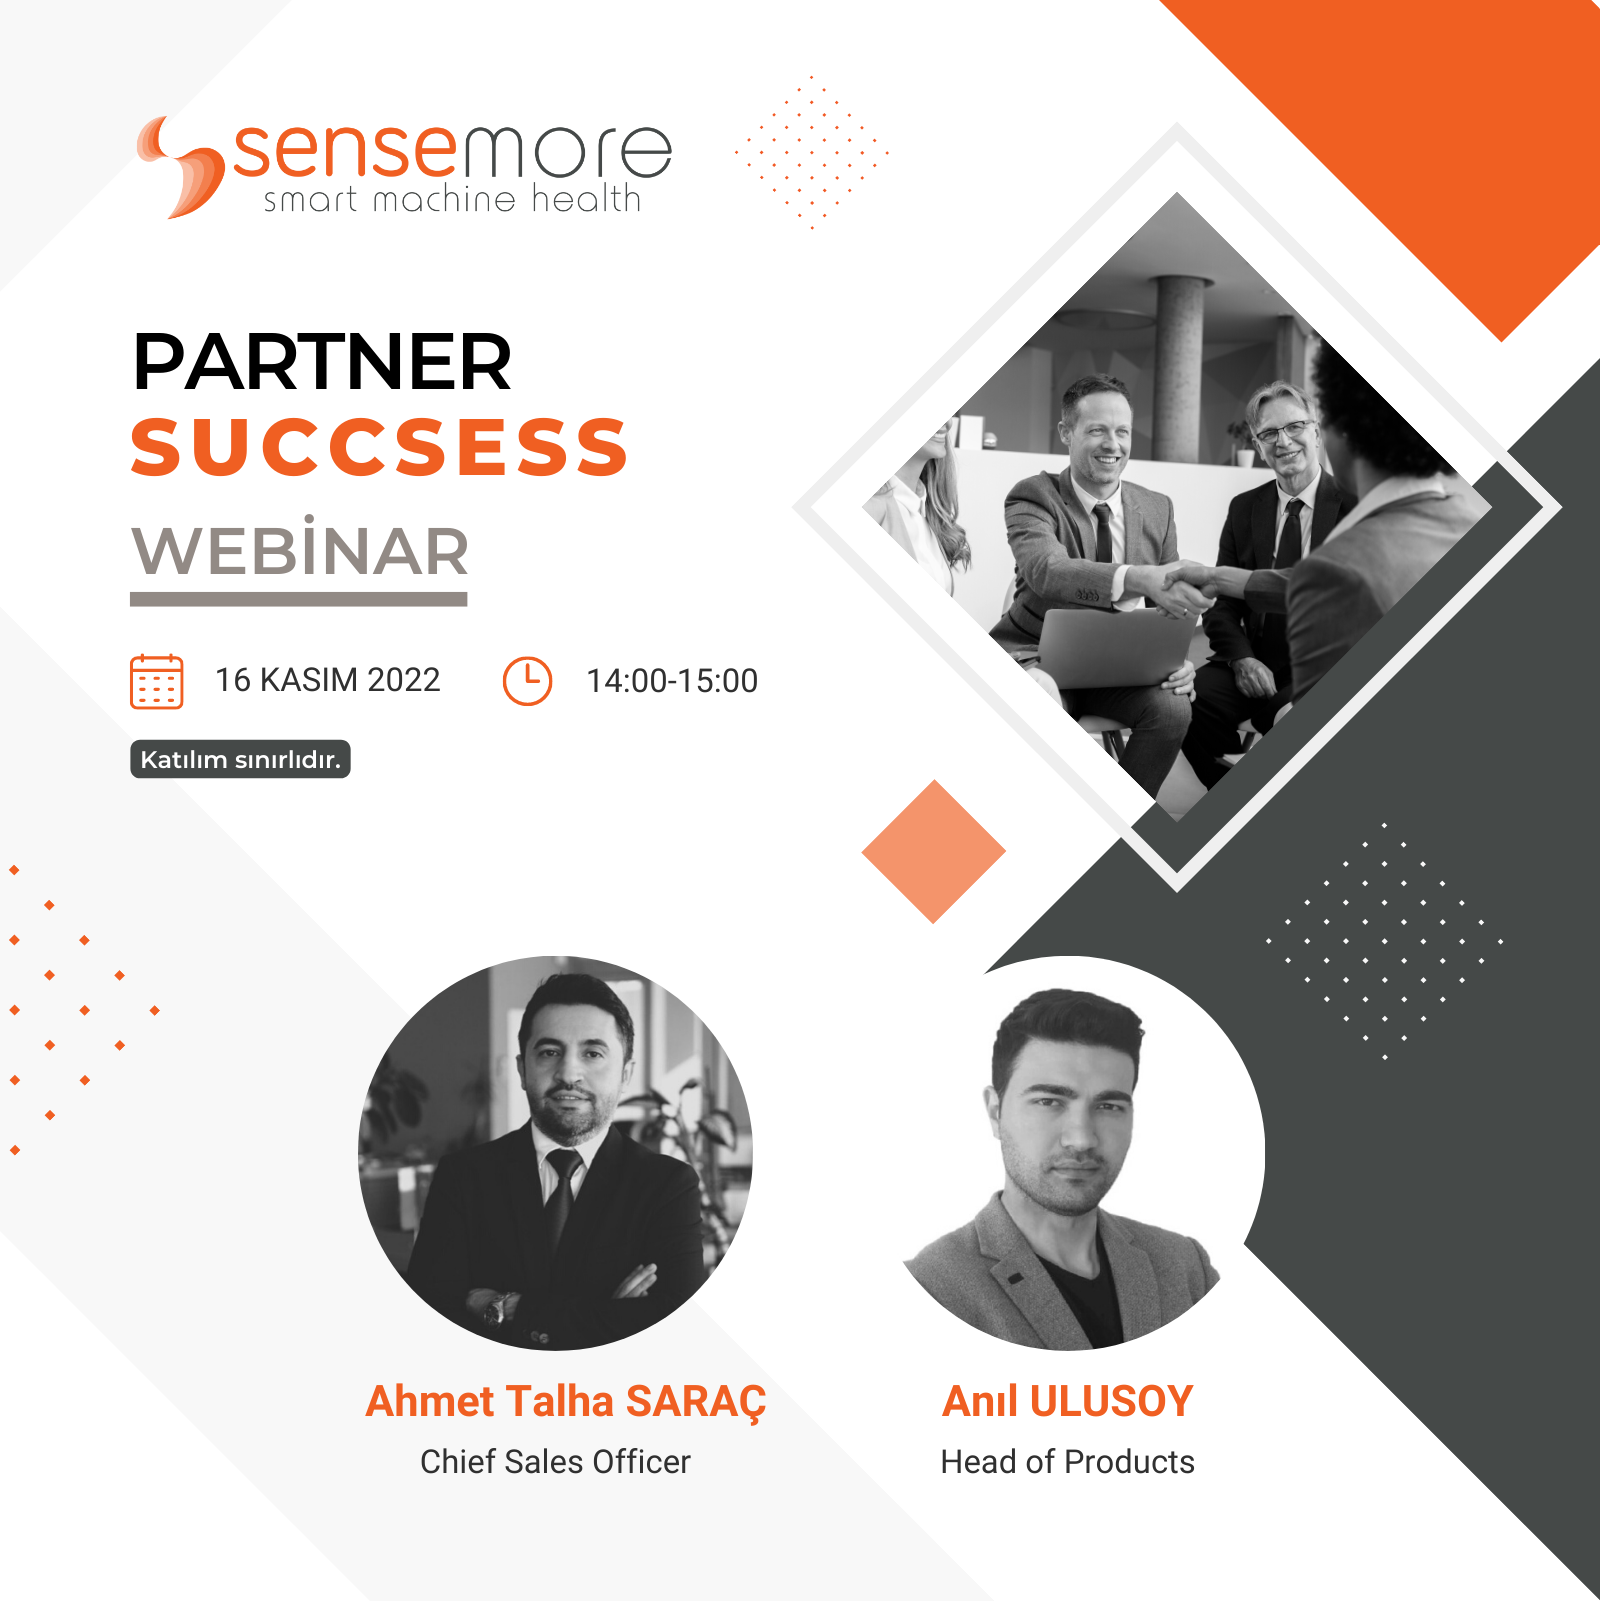 sensemore
smart machine health
PARTNER
SUCCSESS
WEBİNAR
16 KASIM 2022
14:00-15:00
Katılım sınırlıdır.
Ahmet Talha SARAÇ
Chief Sales Officer
Anıl ULUSOY
Head of Products